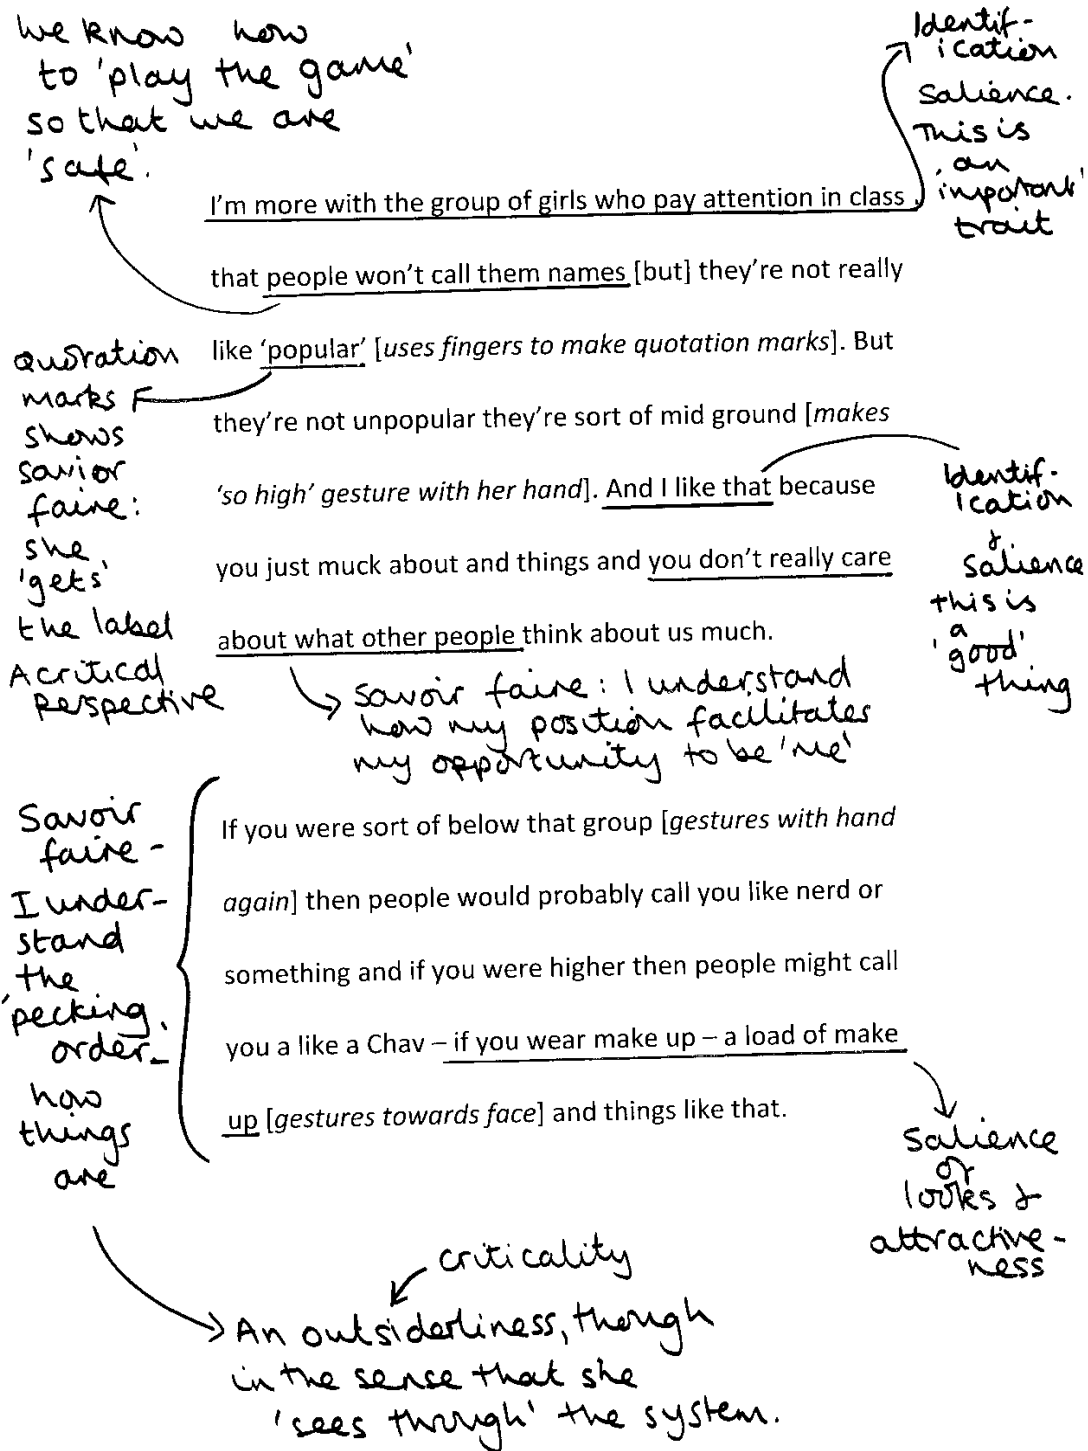 We know how
to 'play the game'
so that we are
'safe'.
Identif-
ication
Salience.
This is
an
'important'
trait
I'm more with the group of girls who pay attention in class
that people won't call them names [but] they're not really
like 'popular' [uses fingers to make quotation marks]. But
they're not unpopular they're sort of mid ground [makes
'so high' gesture with her hand]. And I like that because
you just muck about and things and you don't really care
about what other people think about us much.
Quotation
marks
shows
savior
faire:
she
'gets'
the label
A critical
perspective
Identif-
ication
&
Salience
this is
a
'good'
thing
Savoir faire: I understand
how my position facilitates
my opportunity to be 'me'
Savoir
faire -
I under-
stand
the
'pecking
order' -
how
things
are
If you were sort of below that group [gestures with hand
again] then people would probably call you like nerd or
something and if you were higher then people might call
you a like a Chav – if you wear make up – a load of make
up [gestures towards face] and things like that.
Salience
of
looks &
attractive-
ness
criticality
An outsiderliness, though
in the sense that she
'sees through' the system.